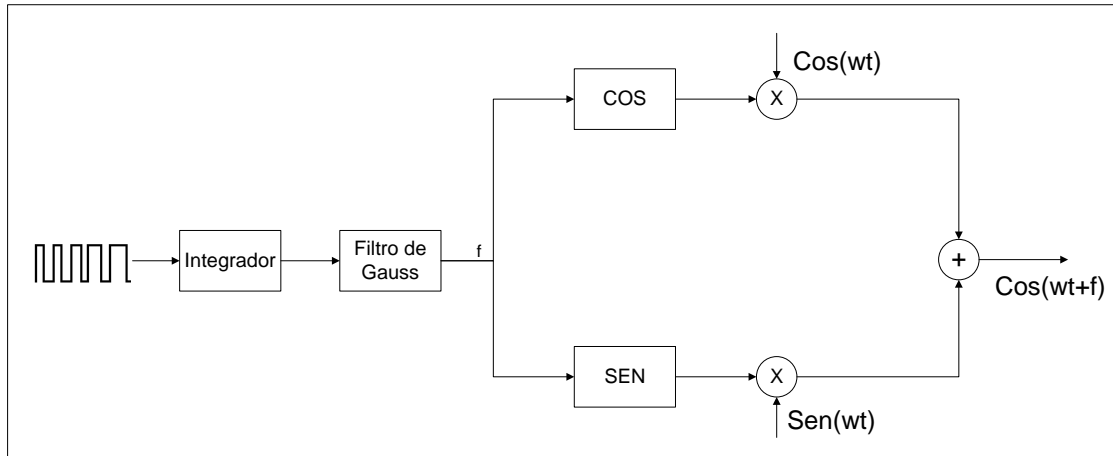 Cos(wt)
COS
X
Integrador
Filtro de
Gauss
f
+
Cos(wt+f)
SEN
X
Sen(wt)